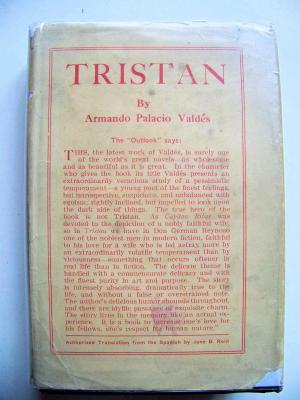 TRISTAN
By
Armando Palacio Valdés
The "Outlook" says:
THIS, the latest work of Valdés, is surely one
of the world's great novels—as wholesome
and beautiful as it is great. In the character
who gives the book its title Valdés presents an
extraordinarily veracious study of a pessimistic
temperament—a young poet of the finest feelings,
but introspective, suspicious, and unbalanced with
egoism; rightly inclined, but impelled to look upon
the dark side of things. The true hero of the
book is not Tristan. As Capitan Ribot was
devoted to the depiction of a nobly faithful wife,
so in Tristan we have in Don German Reynoso
one of the noblest men in modern fiction, faithful
to his love for a wife who is led astray more by
an extraordinarily volatile temperament than by
viciousness—something that occurs oftener in
real life than in fiction. The delicate theme is
handled with a commensurate delicacy and with
the finest purity in art and purpose. The story
is intensely absorbing, dramatically true to the
life, and without a false or overstrained note.
The author's delicious humor abounds throughout,
and there are idyllic passages of exquisite charm.
The story lives in the memory like an actual ex-
perience. It is a book to increase one's love for
his fellows, one's respect for human nature."
Authorized Translation from the Spanish by Jane B. Reid